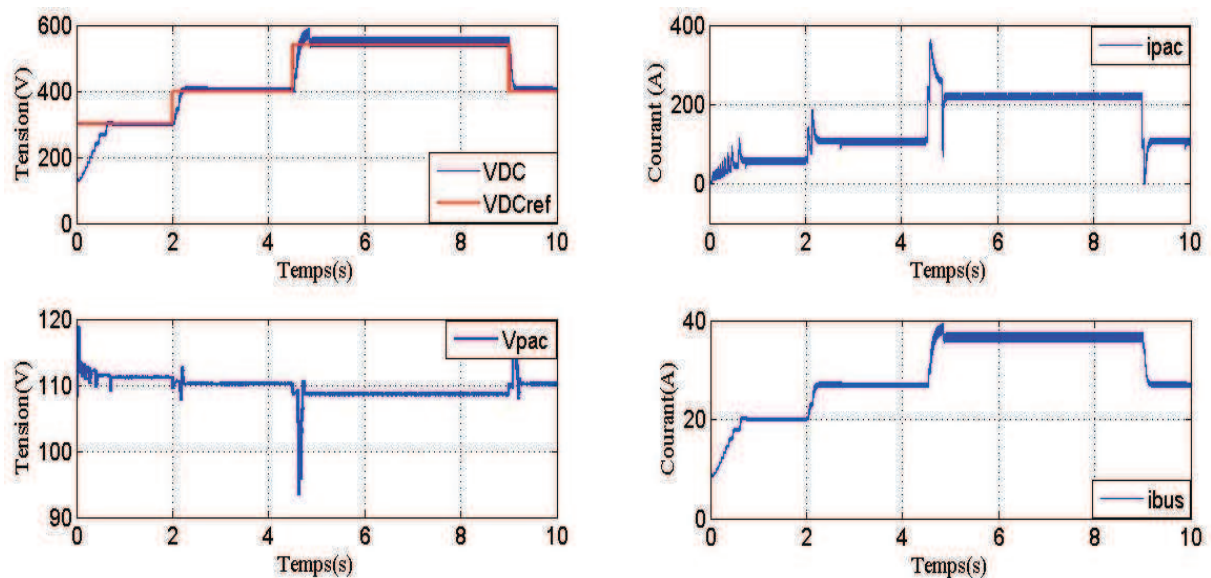 Tension(V)
600
400
200
0
VDC
VDCref
0 2 4 6 8 10
Temps(s)
Courant (A)
400
200
0
ipac
0 2 4 6 8 10
Temps(s)
Tension(V)
120
110
100
90
Vpac
0 2 4 6 8 10
Temps(s)
Courant(A)
40
20
0
ibus
0 2 4 6 8 10
Temps(s)